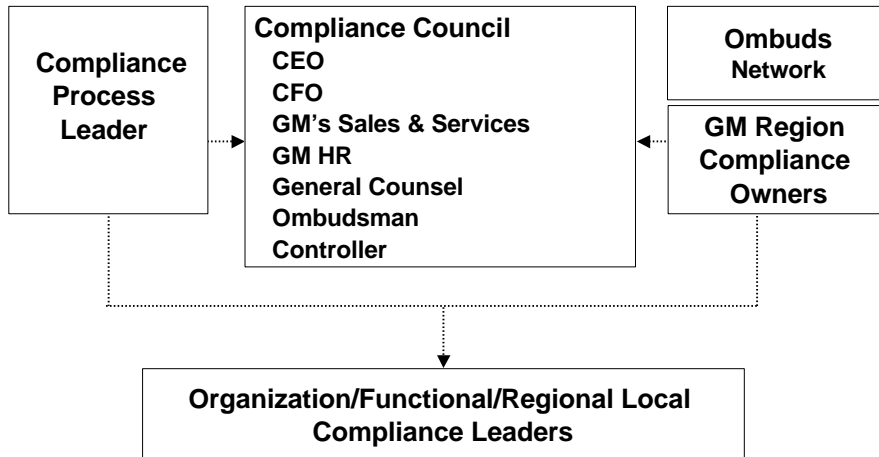 Compliance
Process
Leader
Compliance Council
CEO
CFO
GM's Sales & Services
GM HR
General Counsel
Ombudsman
Controller
Ombuds
Network
GM Region
Compliance
Owners
Organization/Functional/Regional Local
Compliance Leaders